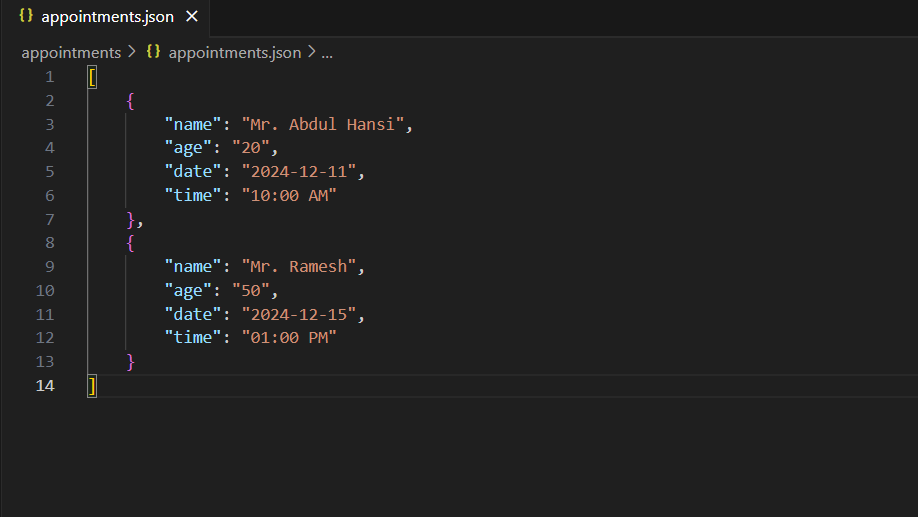 {} appointments.json ×
appointments > {} appointments.json > ...
1 [
2     {
3         "name": "Mr. Abdul Hansi",
4         "age": "20",
5         "date": "2024-12-11",
6         "time": "10:00 AM"
7     },
8     {
9         "name": "Mr. Ramesh",
10         "age": "50",
11         "date": "2024-12-15",
12         "time": "01:00 PM"
13     }
14 ]